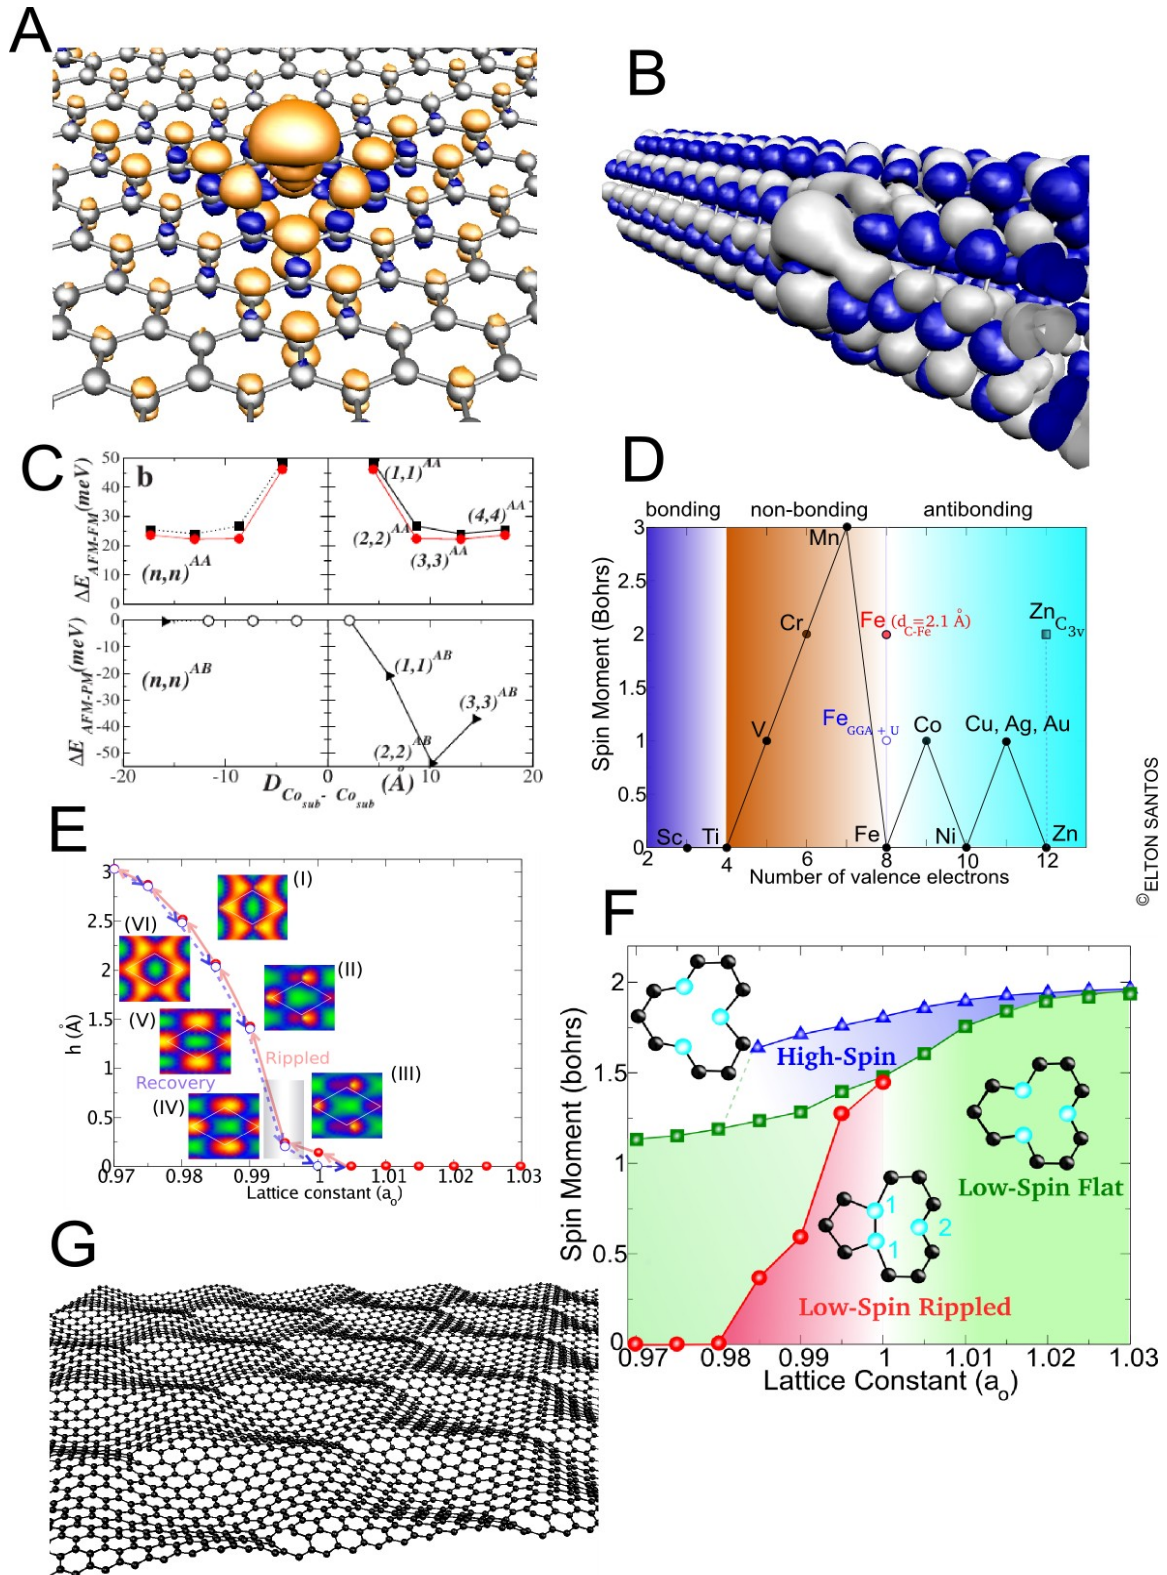 A
B
C
b
50
40
30
20
10
0
ΔE_AFM-FM (meV)
(1,1)^AA
(2,2)^AA
(3,3)^AA
(4,4)^AA
(n,n)^AA
0
-10
-20
-30
-40
-50
ΔE_AFM-PM (meV)
(n,n)^AB
(1,1)^AB
(2,2)^AB
(3,3)^AB
-20 -10 0 10 20
D_Co_sub - Co_sub (Å)
D
bonding non-bonding antibonding
3
2.5
2
1.5
1
0.5
0
Spin Moment (Bohrs)
Mn
Cr
V
Fe (d_C-Fe=2.1 Å)
Fe_GGA + U
Zn_C_3v
Co
Cu, Ag, Au
Sc Ti Fe Ni Zn
2 4 6 8 10 12
Number of valence electrons
©ELTON SANTOS
E
3
2.5
2
1.5
1
0.5
0
h (Å)
(I)
(VI)
(II)
(V)
Rippled
Recovery
(III)
(IV)
0.97 0.98 0.99 1 1.01 1.02 1.03
Lattice constant (a_o)
F
2
1.5
1
0.5
0
Spin Moment (bohrs)
High-Spin
Low-Spin Flat
1
2
1
Low-Spin Rippled
0.97 0.98 0.99 1 1.01 1.02 1.03
Lattice Constant (a_o)
G